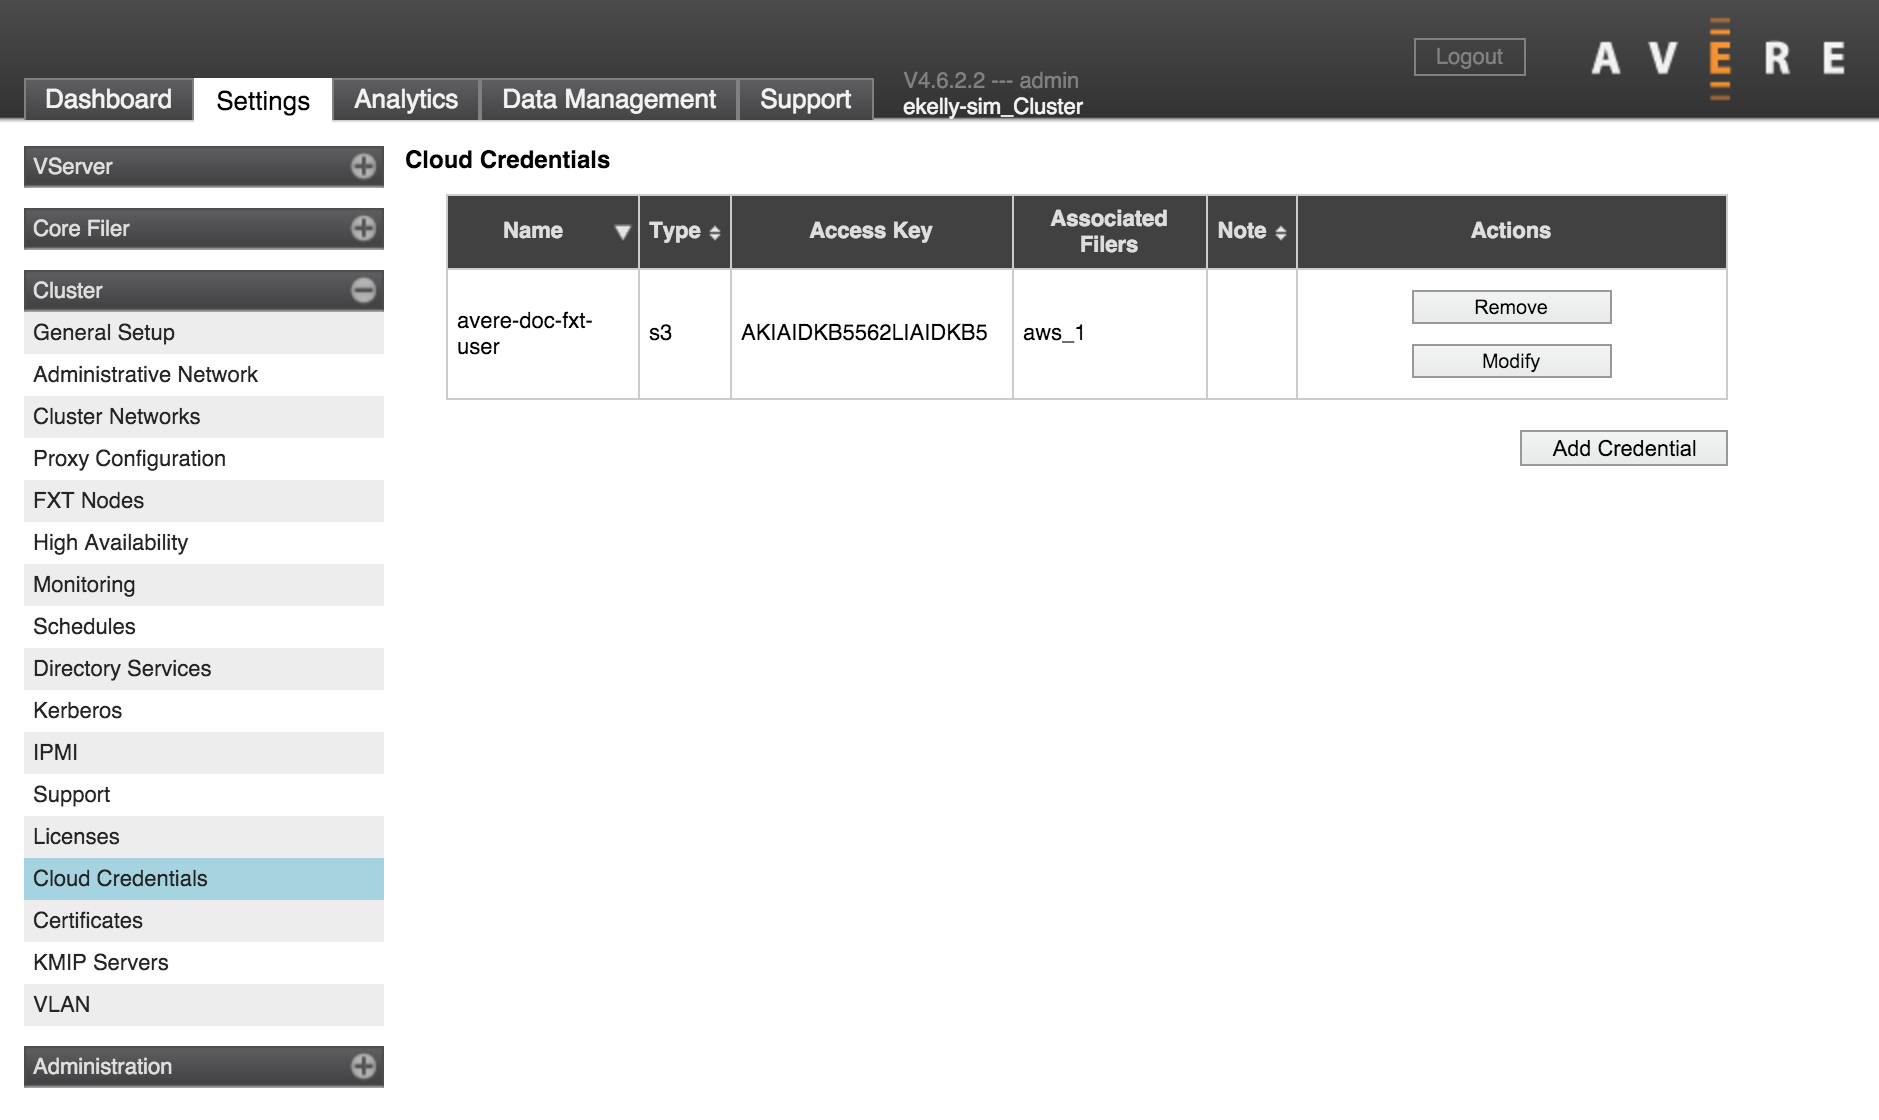 Logout
AVERE
V4.6.2.2 --- admin
Dashboard Settings Analytics Data Management Support ekelly-sim_Cluster
VServer
Core Filer
Cluster
General Setup
Administrative Network
Cluster Networks
Proxy Configuration
FXT Nodes
High Availability
Monitoring
Schedules
Directory Services
Kerberos
IPMI
Support
Licenses
Cloud Credentials
Certificates
KMIP Servers
VLAN
Administration
Cloud Credentials
Name Type Access Key Associated Filers Note Actions
avere-doc-fxt-user s3 AKIAIDKB5562LIAIDKB5 aws_1 Remove
Modify
Add Credential